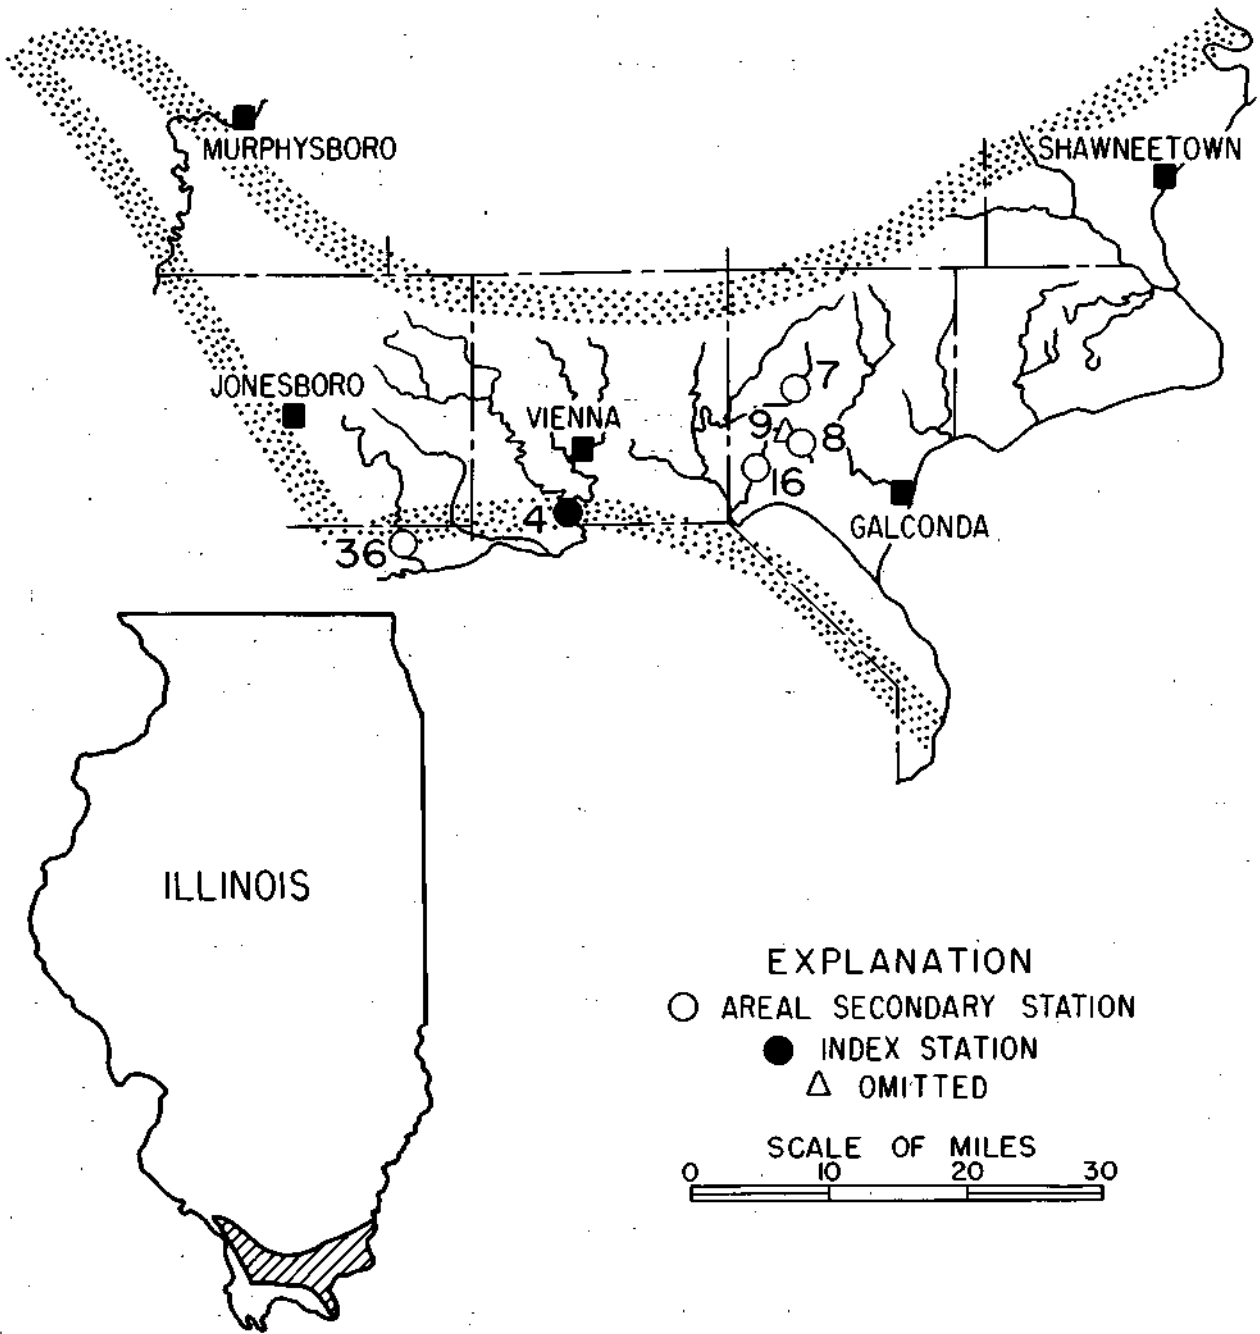 MURPHYSBORO
SHAWNEETOWN
JONESBORO
VIENNA
7
9
8
16
GALCONDA
4
36
ILLINOIS
EXPLANATION
AREAL SECONDARY STATION
INDEX STATION
OMITTED
SCALE OF MILES
0 10 20 30